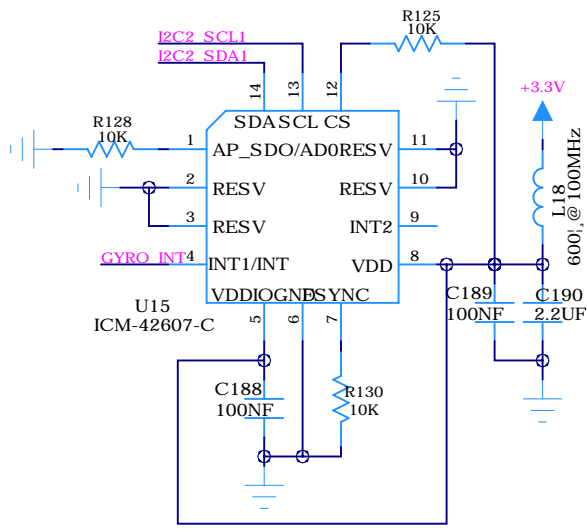 I2C2_SCL1
I2C2_SDA1
R125
10K
+3.3V
14
13
12
R128
10K
SDA SCL CS
1
AP_SDO/AD0
RESV
11
2
RESV
RESV
10
3
RESV
INT2
9
GYRO_INT
4
INT1/INT
VDD
8
L18
600¦¸@100MHz
VDDIO
GND
FSYNC
U15
ICM-42607-C
5
6
7
C189
100NF
C190
2.2UF
C188
100NF
R130
10K